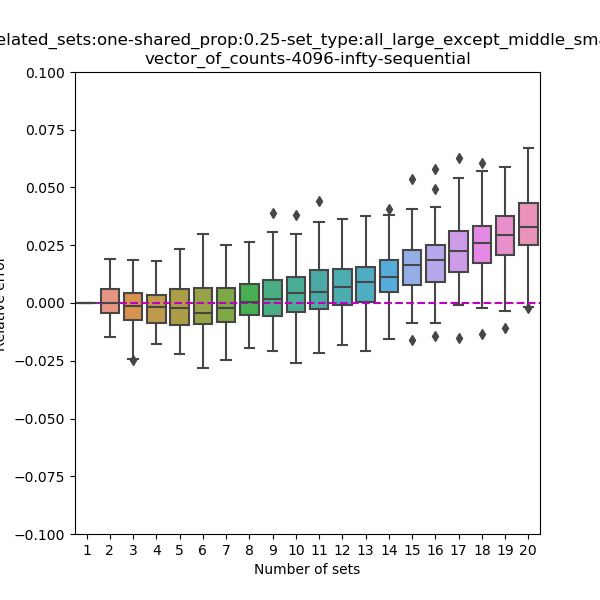 elated_sets:one-shared_prop:0.25-set_type:all_large_except_middle_sma
vector_of_counts-4096-infty-sequential
0.100
0.075
0.050
0.025
0.000
−0.025
−0.050
−0.075
−0.100
Relative error
1 2 3 4 5 6 7 8 9 10 11 12 13 14 15 16 17 18 19 20
Number of sets